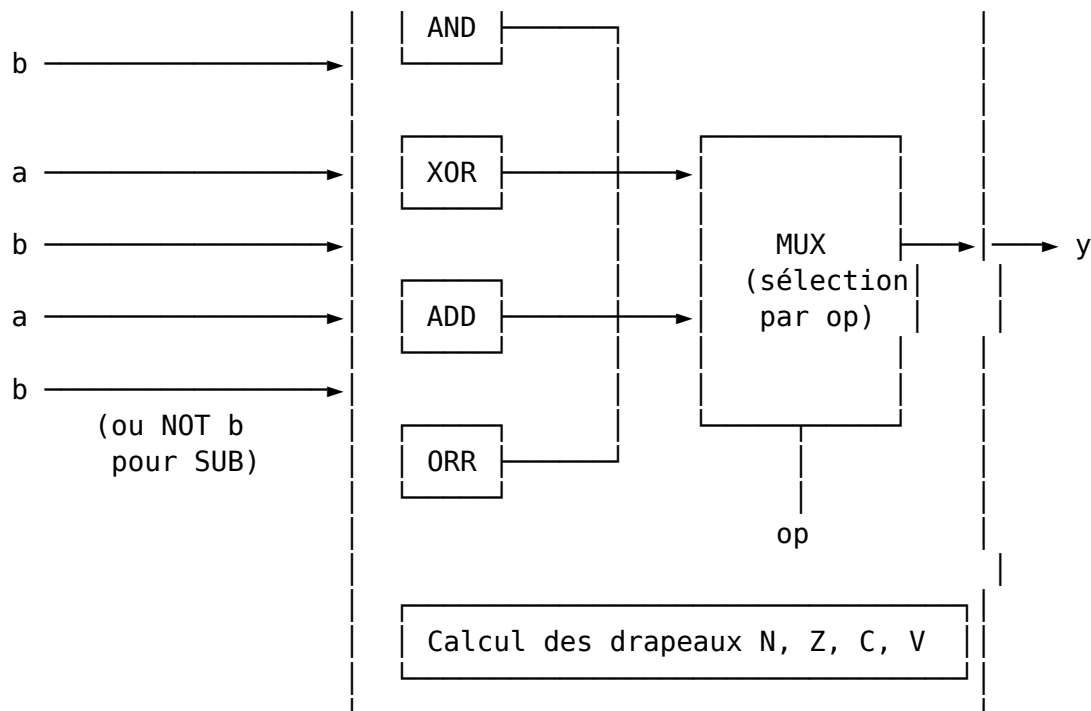 AND
b
a
XOR
b
MUX
y
(sélection
a
ADD
par op)
b
(ou NOT b
ORR
pour SUB)
op
Calcul des drapeaux N, Z, C, V